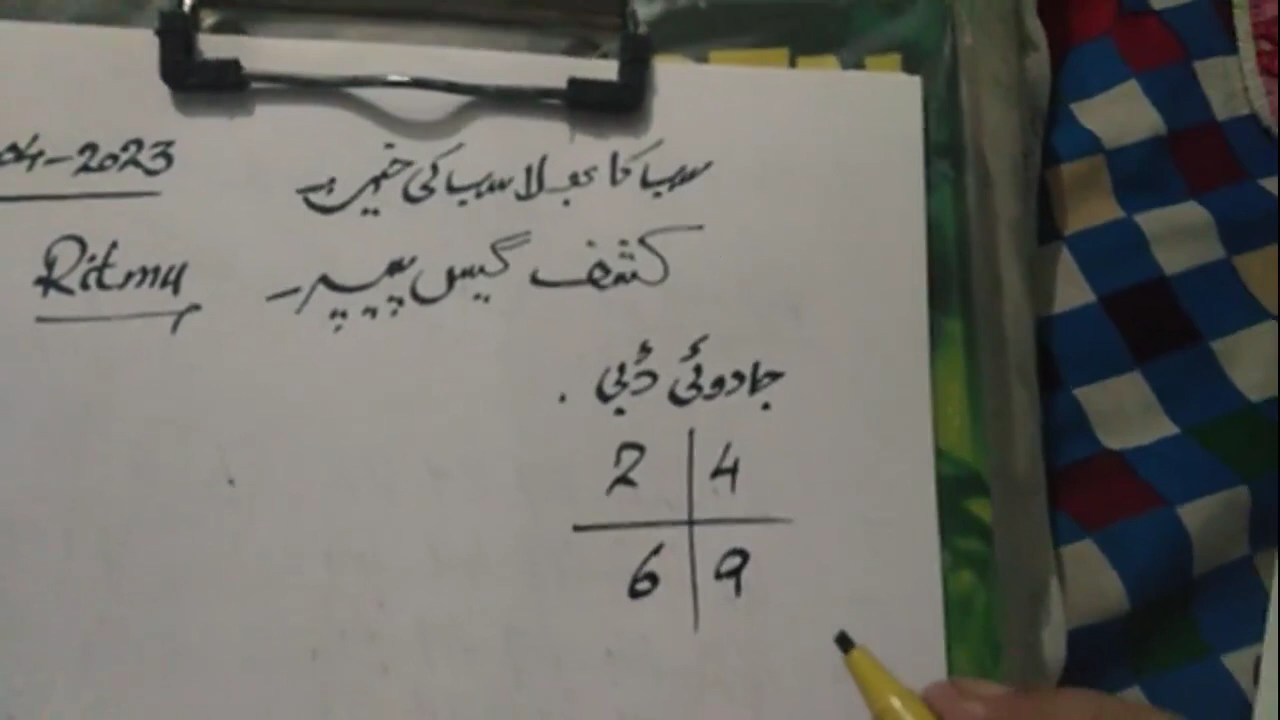 04-2023
سب کا بھلا سب کی خیر۔
Ritmu
کشف گیس پیپر۔
جادوئی ڈبی .
2 4
6 9